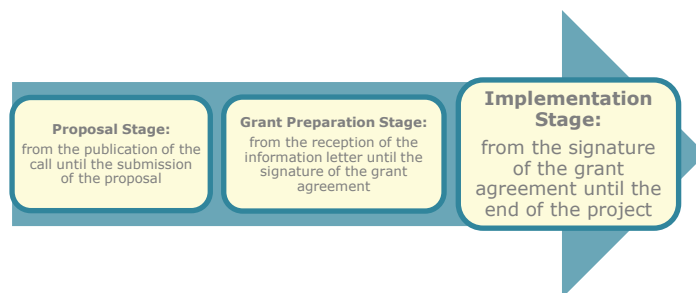 Proposal Stage:
from the publication of the
call until the submission
of the proposal
Grant Preparation Stage:
from the reception of the
information letter until the
signature of the grant
agreement
Implementation
Stage:
from the signature
of the grant
agreement until the
end of the project